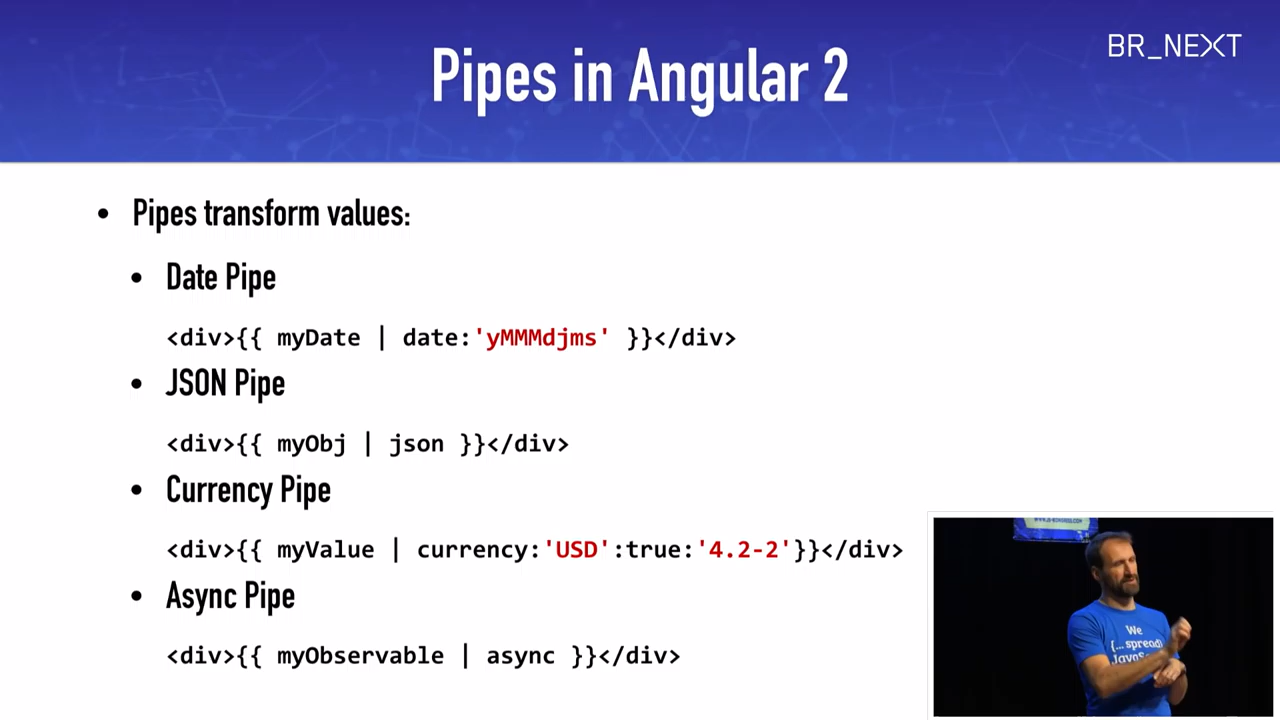 BR_NEXT
Pipes in Angular 2
• Pipes transform values:
• Date Pipe
<div>{{ myDate | date:'yMMMdjms' }}</div>
• JSON Pipe
<div>{{ myObj | json }}</div>
• Currency Pipe
<div>{{ myValue | currency:'USD':true:'4.2-2'}}</div>
• Async Pipe
<div>{{ myObservable | async }}</div>
We
{...spread}